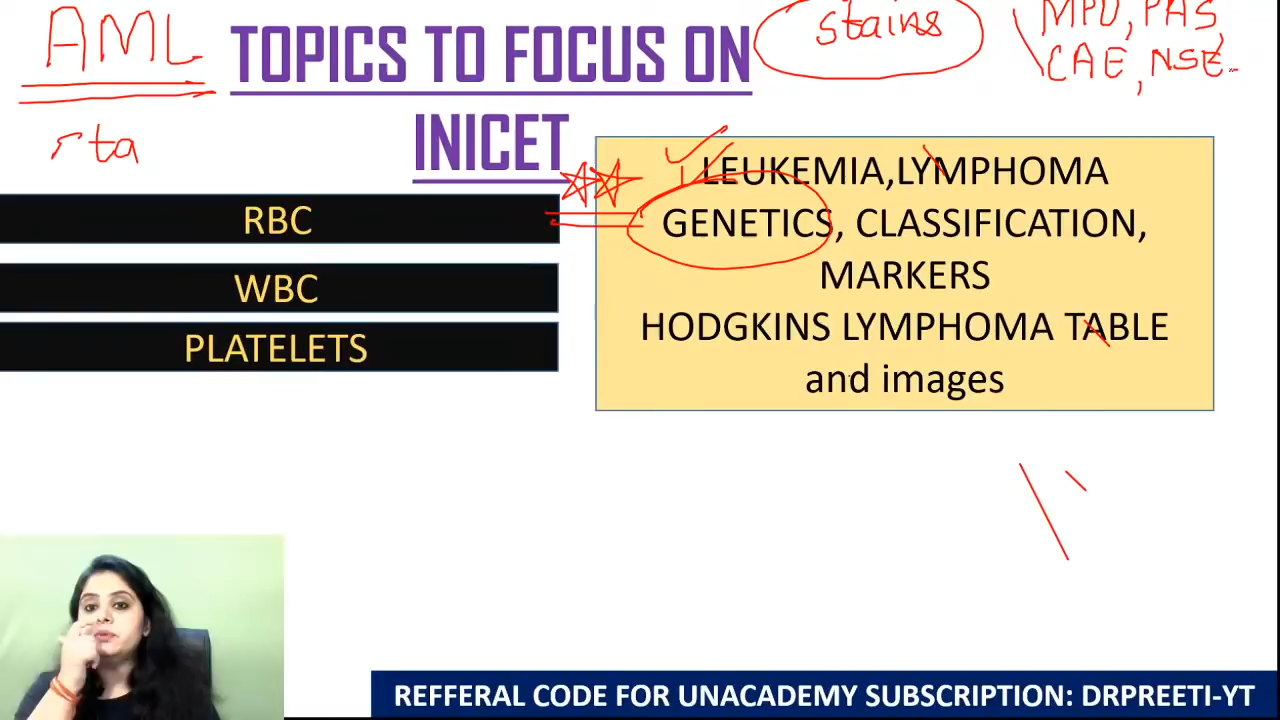 AML
stains
MPO, PAS,
CAE, NSE
rta
TOPICS TO FOCUS ON
INICET
RBC
WBC
PLATELETS
LEUKEMIA,LYMPHOMA
GENETICS, CLASSIFICATION,
MARKERS
HODGKINS LYMPHOMA TABLE
and images
REFFERAL CODE FOR UNACADEMY SUBSCRIPTION: DRPREETI-YT